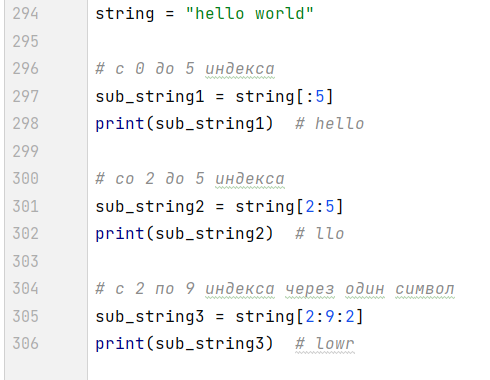 294 string = "hello world"
295
296 # с 0 до 5 индекса
297 sub_string1 = string[:5]
298 print(sub_string1)  # hello
299
300 # со 2 до 5 индекса
301 sub_string2 = string[2:5]
302 print(sub_string2)  # llo
303
304 # с 2 по 9 индекса через один символ
305 sub_string3 = string[2:9:2]
306 print(sub_string3)  # lowr